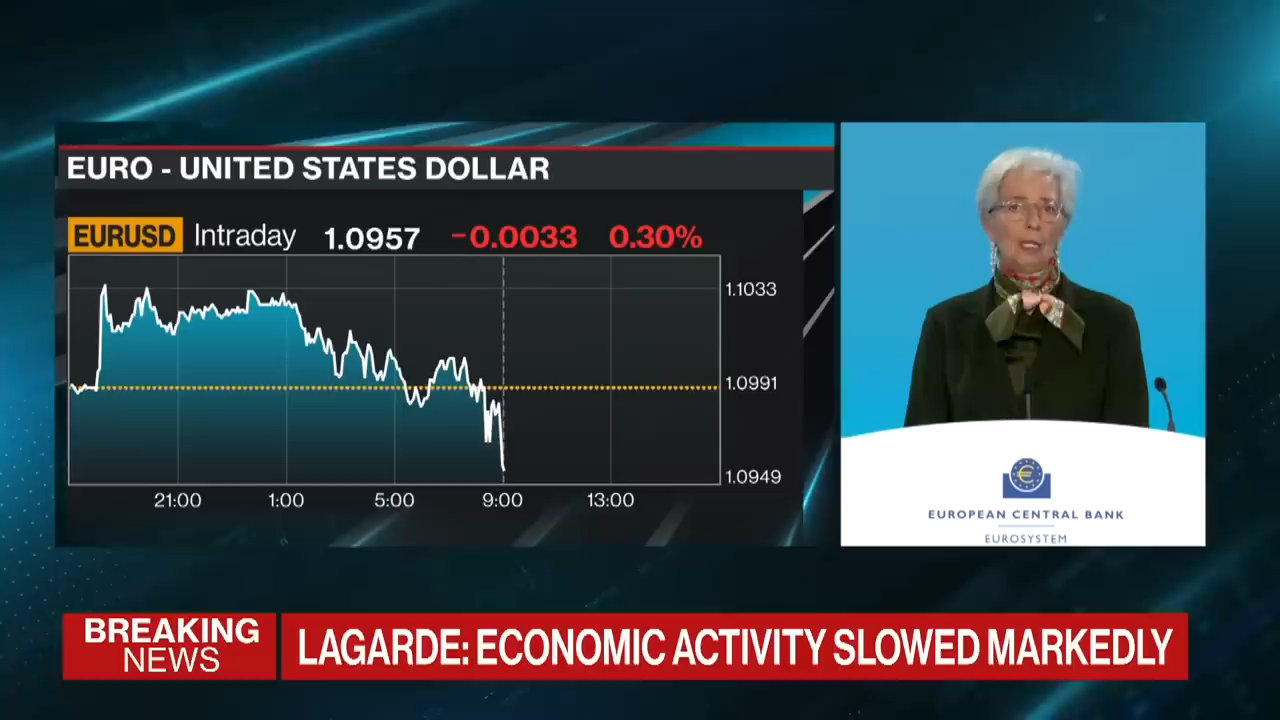 EURO - UNITED STATES DOLLAR
EURUSD Intraday 1.0957 -0.0033 0.30%
1.1033
1.0991
1.0949
21:00 1:00 5:00 9:00 13:00
EUROPEAN CENTRAL BANK
EUROSYSTEM
BREAKING
NEWS
LAGARDE: ECONOMIC ACTIVITY SLOWED MARKEDLY